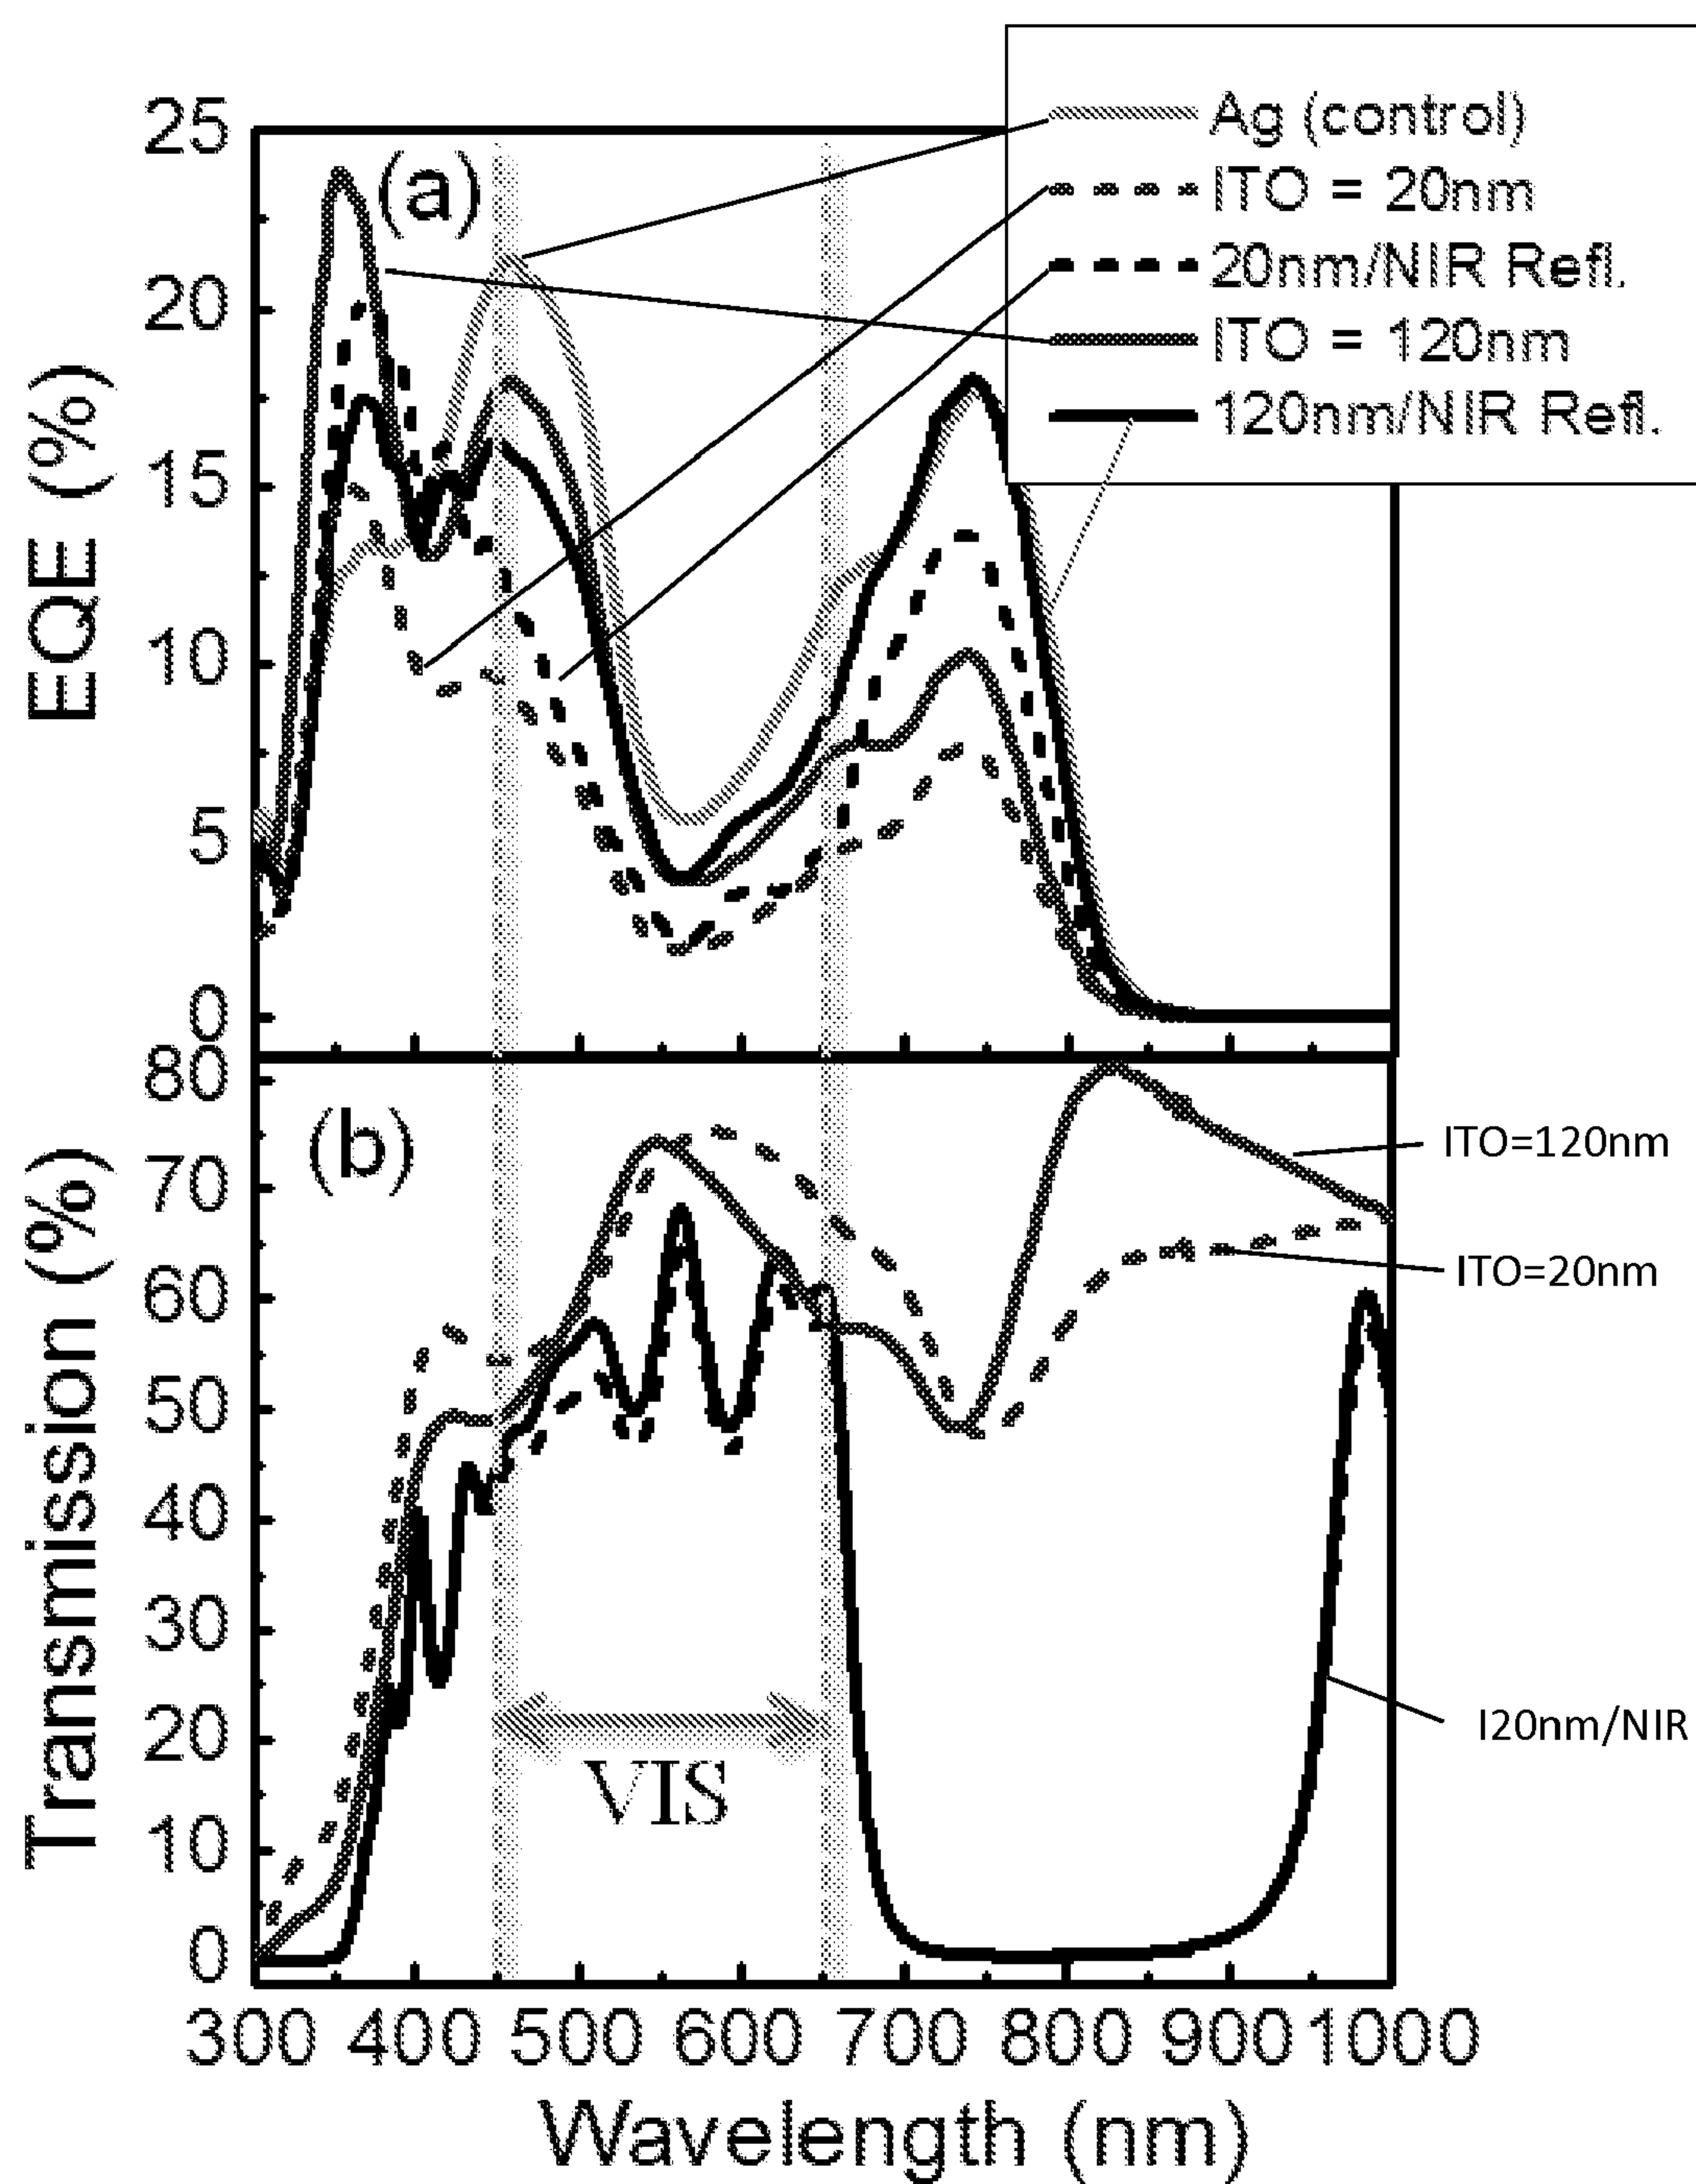 Ag (control)
ITO = 20nm
20nm/NIR Refl.
ITO = 120nm
120nm/NIR Refl.
(a)
25
20
15
10
5
0
EQE (%)
(b)
80
70
60
50
40
30
20
10
0
Transmission (%)
ITO=120nm
ITO=20nm
I20nm/NIR
VIS
300 400 500 600 700 800 900 1000
Wavelength (nm)